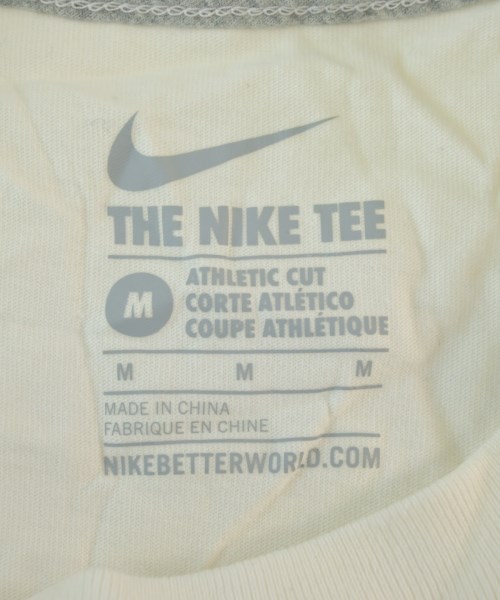 THE NIKE TEE
M
ATHLETIC CUT
CORTE ATLÉTICO
COUPE ATHLÉTIQUE
M M M
MADE IN CHINA
FABRIQUE EN CHINE
NIKEBETTERWORLD.COM